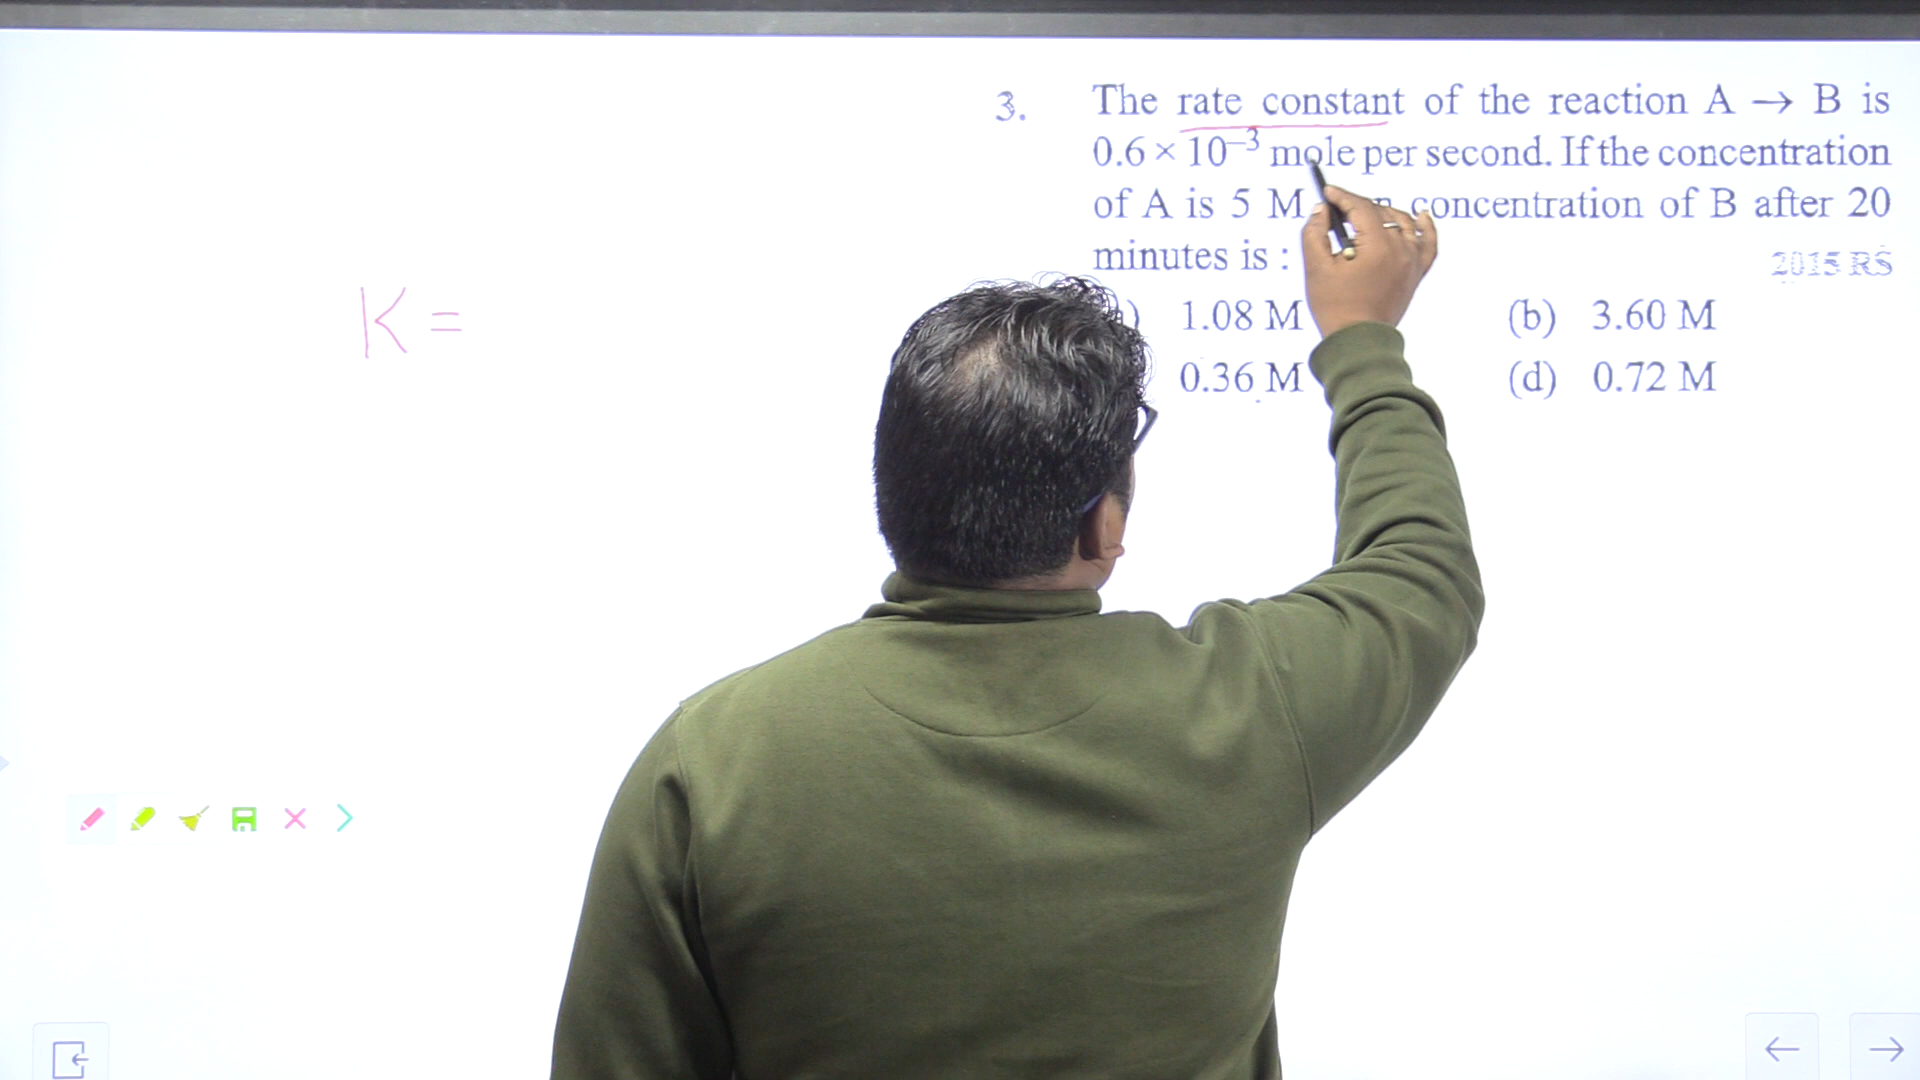 3. The rate constant of the reaction A → B is
0.6 × 10⁻³ mole per second. If the concentration
of A is 5 M concentration of B after 20
minutes is :
2015 RS
1.08 M (b) 3.60 M
0.36 M (d) 0.72 M
K =